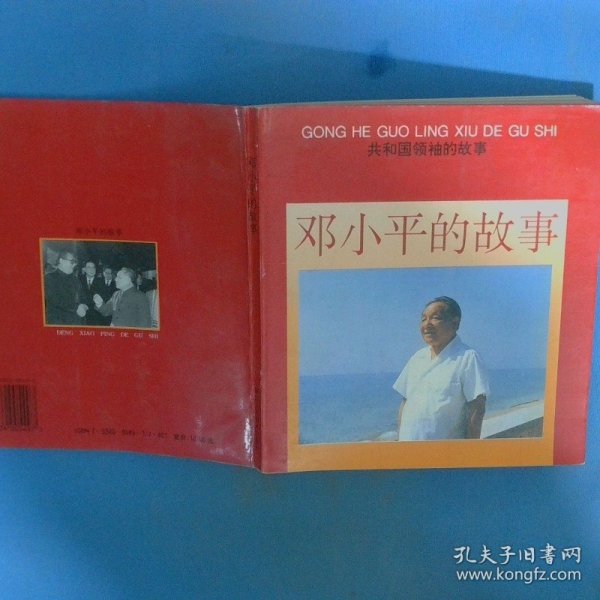 GONG HE GUO LING XIU DE GU SHI
共和国领袖的故事
邓小平的故事
邓小平的故事
DENG XIAO PING DE GU SHI
孔夫子旧书网
www.kongfz.com